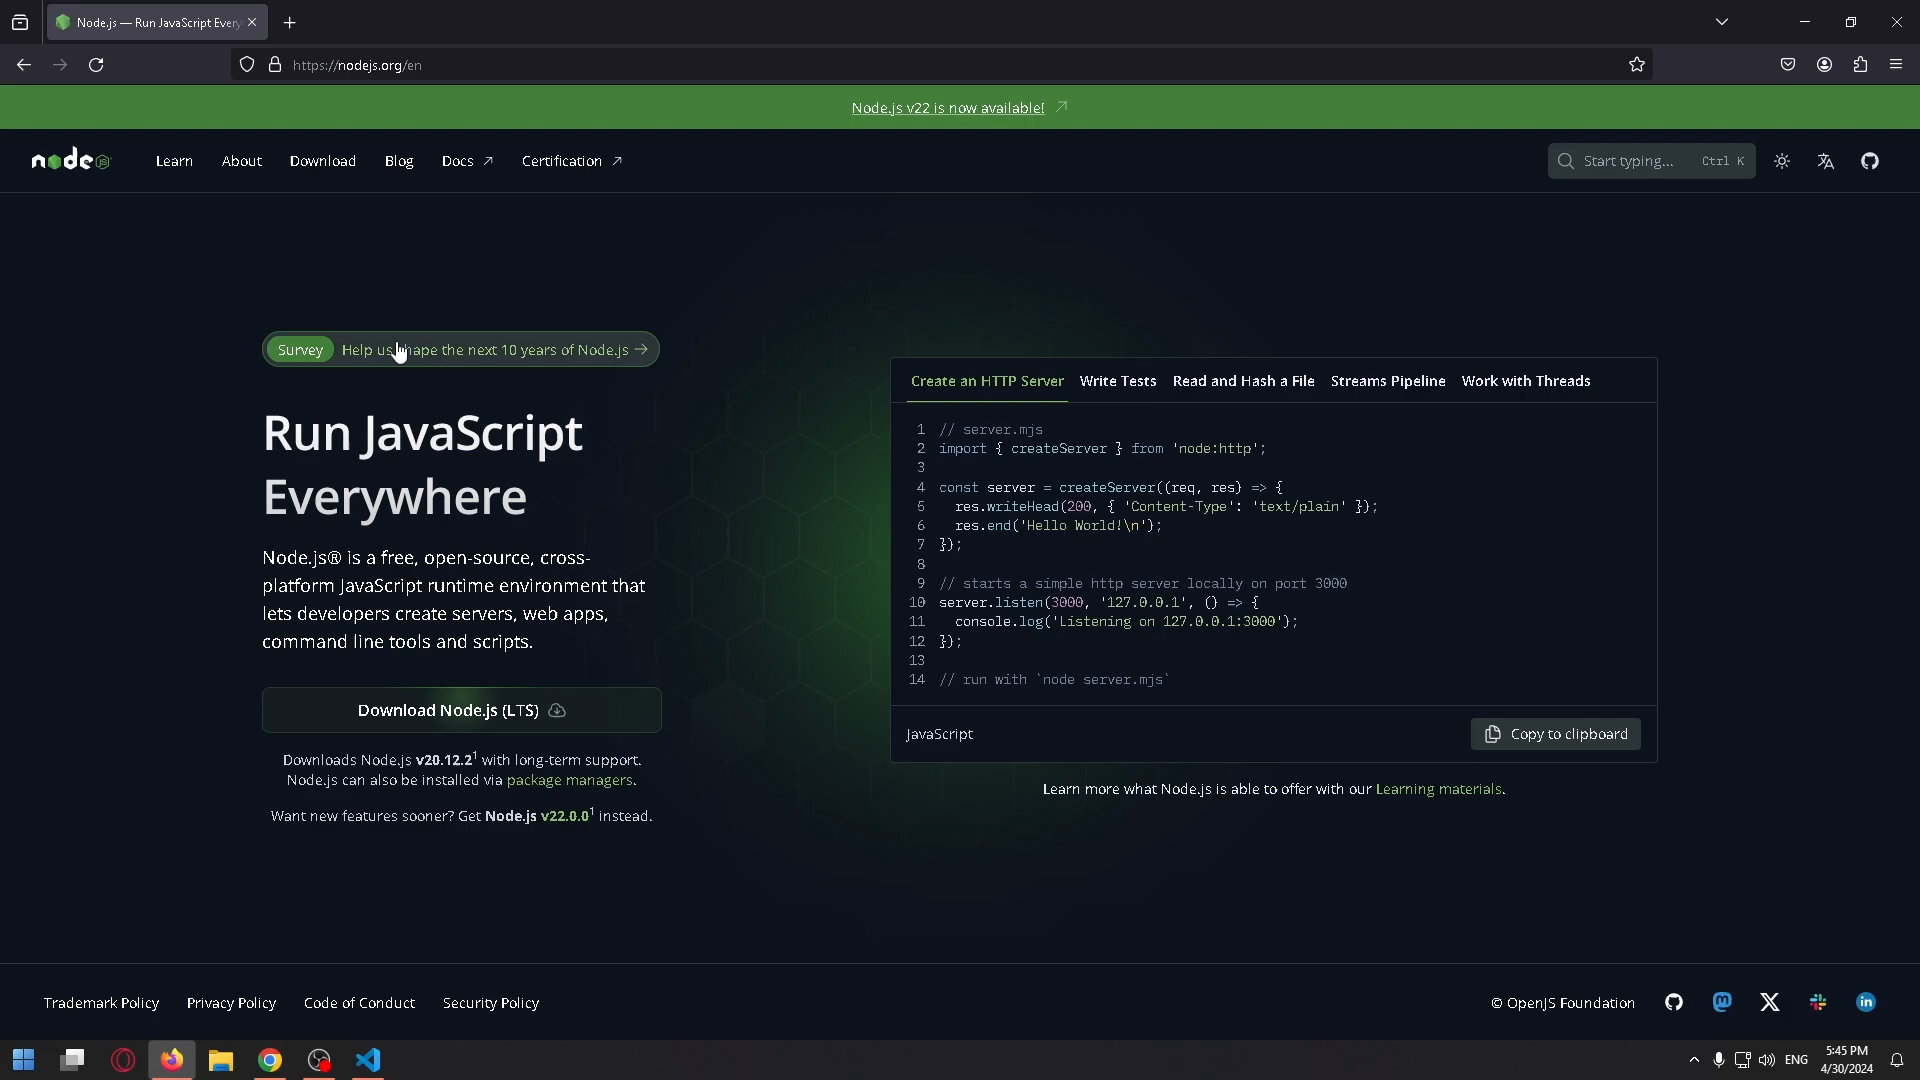 Node.js — Run JavaScript Every
https://nodejs.org/en
Node.js v22 is now available!
node JS
Learn About Download Blog Docs Certification
Start typing... Ctrl K
Survey Help us shape the next 10 years of Node.js
Run JavaScript
Everywhere
Node.js® is a free, open-source, cross-
platform JavaScript runtime environment that
lets developers create servers, web apps,
command line tools and scripts.
Download Node.js (LTS)
Downloads Node.js v20.12.2¹ with long-term support.
Node.js can also be installed via package managers.
Want new features sooner? Get Node.js v22.0.0¹ instead.
Create an HTTP Server Write Tests Read and Hash a File Streams Pipeline Work with Threads
1 // server.mjs
2 import { createServer } from 'node:http';
3
4 const server = createServer((req, res) => {
5   res.writeHead(200, { 'Content-Type': 'text/plain' });
6   res.end('Hello World!\n');
7 });
8
9 // starts a simple http server locally on port 3000
10 server.listen(3000, '127.0.0.1', () => {
11   console.log('Listening on 127.0.0.1:3000');
12 });
13
14 // run with `node server.mjs`
JavaScript Copy to clipboard
Learn more what Node.js is able to offer with our Learning materials.
Trademark Policy Privacy Policy Code of Conduct Security Policy
© OpenJS Foundation
ENG
5:45 PM
4/30/2024